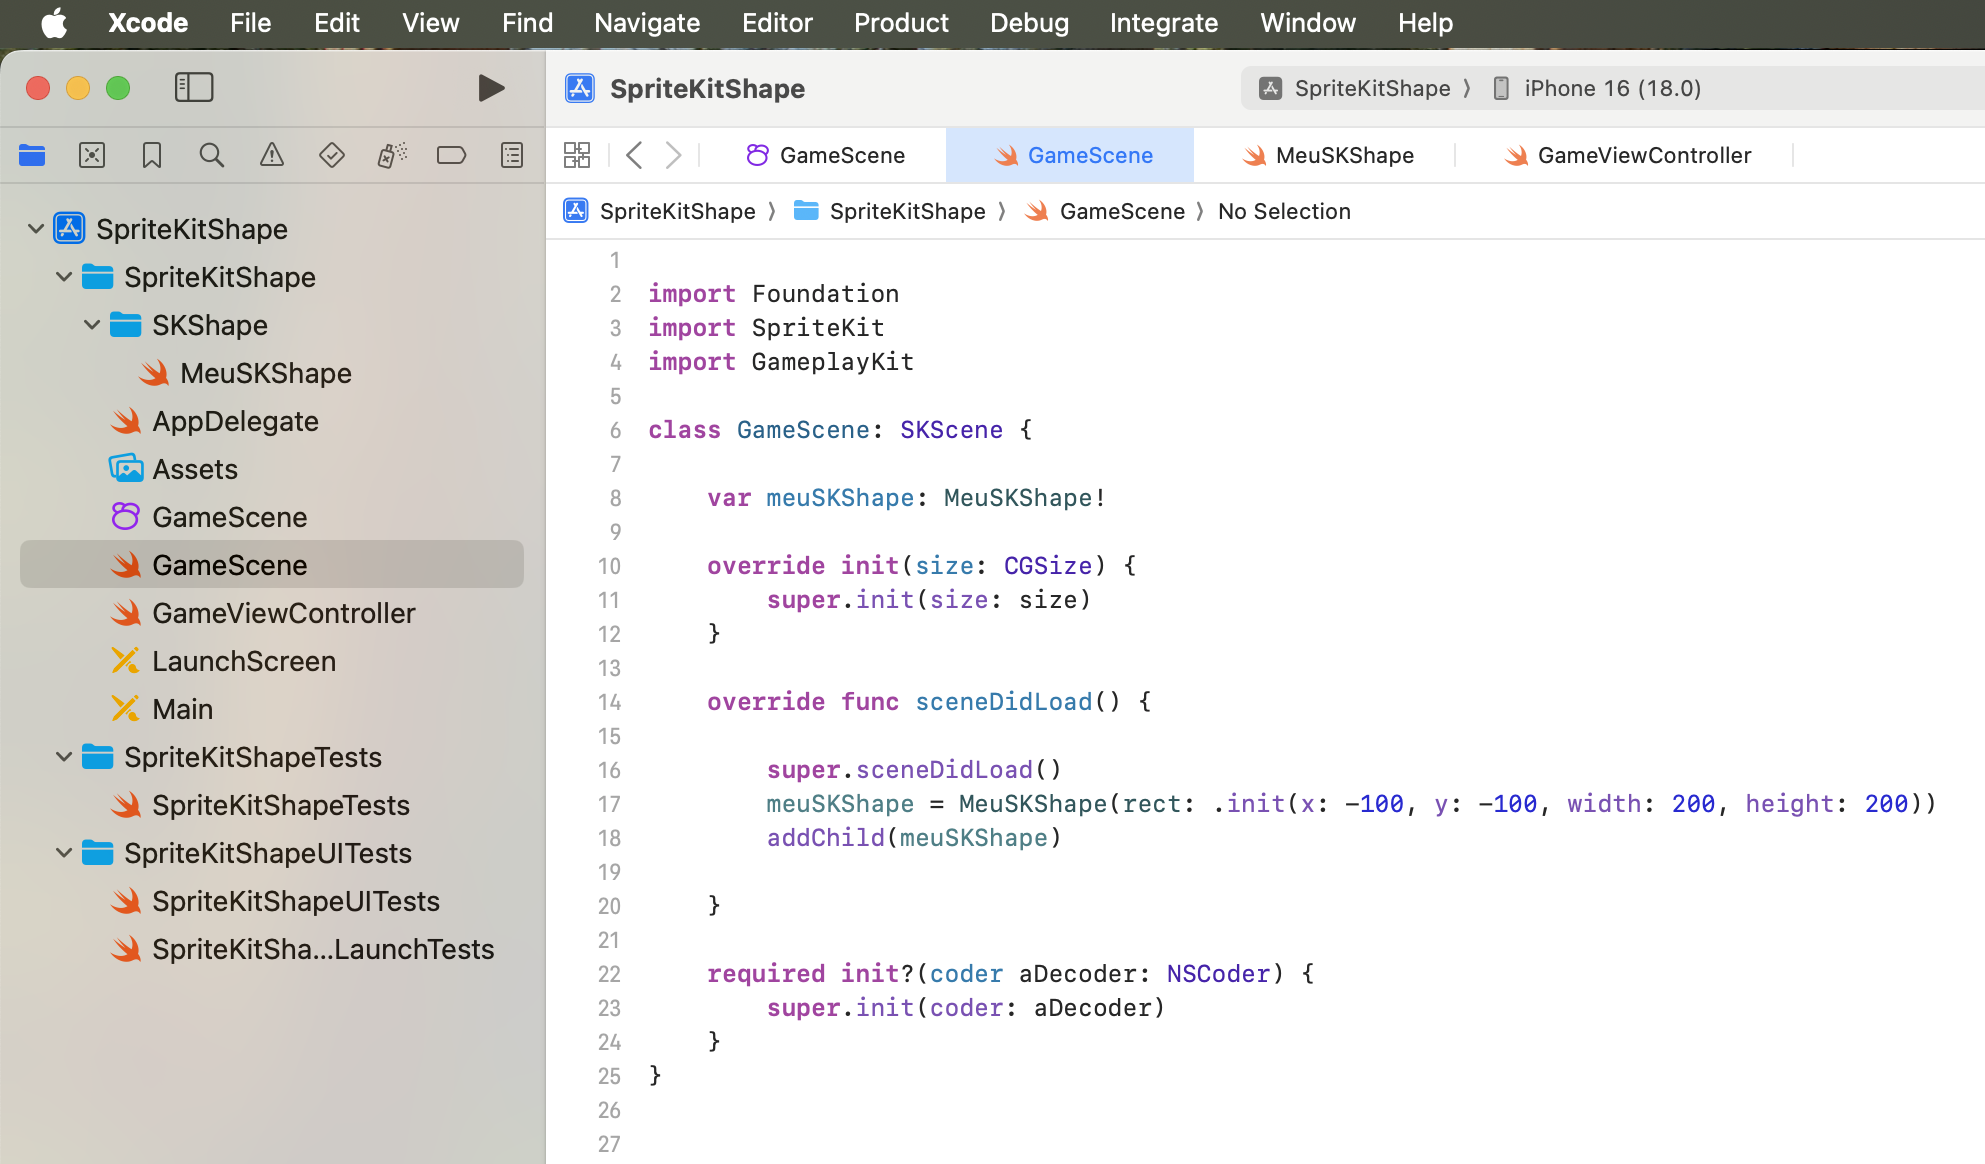 Xcode File Edit View Find Navigate Editor Product Debug Integrate Window Help
SpriteKitShape
SpriteKitShape
SKShape
MeuSKShape
AppDelegate
Assets
GameScene
GameScene
GameViewController
LaunchScreen
Main
SpriteKitShapeTests
SpriteKitShapeTests
SpriteKitShapeUITests
SpriteKitShapeUITests
SpriteKitSha...LaunchTests
SpriteKitShape
SpriteKitShape 〉 iPhone 16 (18.0)
GameScene GameScene MeuSKShape GameViewController
SpriteKitShape 〉 SpriteKitShape 〉 GameScene 〉 No Selection
1
2 import Foundation
3 import SpriteKit
4 import GameplayKit
5
6 class GameScene: SKScene {
7
8     var meuSKShape: MeuSKShape!
9
10     override init(size: CGSize) {
11         super.init(size: size)
12     }
13
14     override func sceneDidLoad() {
15
16         super.sceneDidLoad()
17         meuSKShape = MeuSKShape(rect: .init(x: -100, y: -100, width: 200, height: 200))
18         addChild(meuSKShape)
19
20     }
21
22     required init?(coder aDecoder: NSCoder) {
23         super.init(coder: aDecoder)
24     }
25 }
26
27